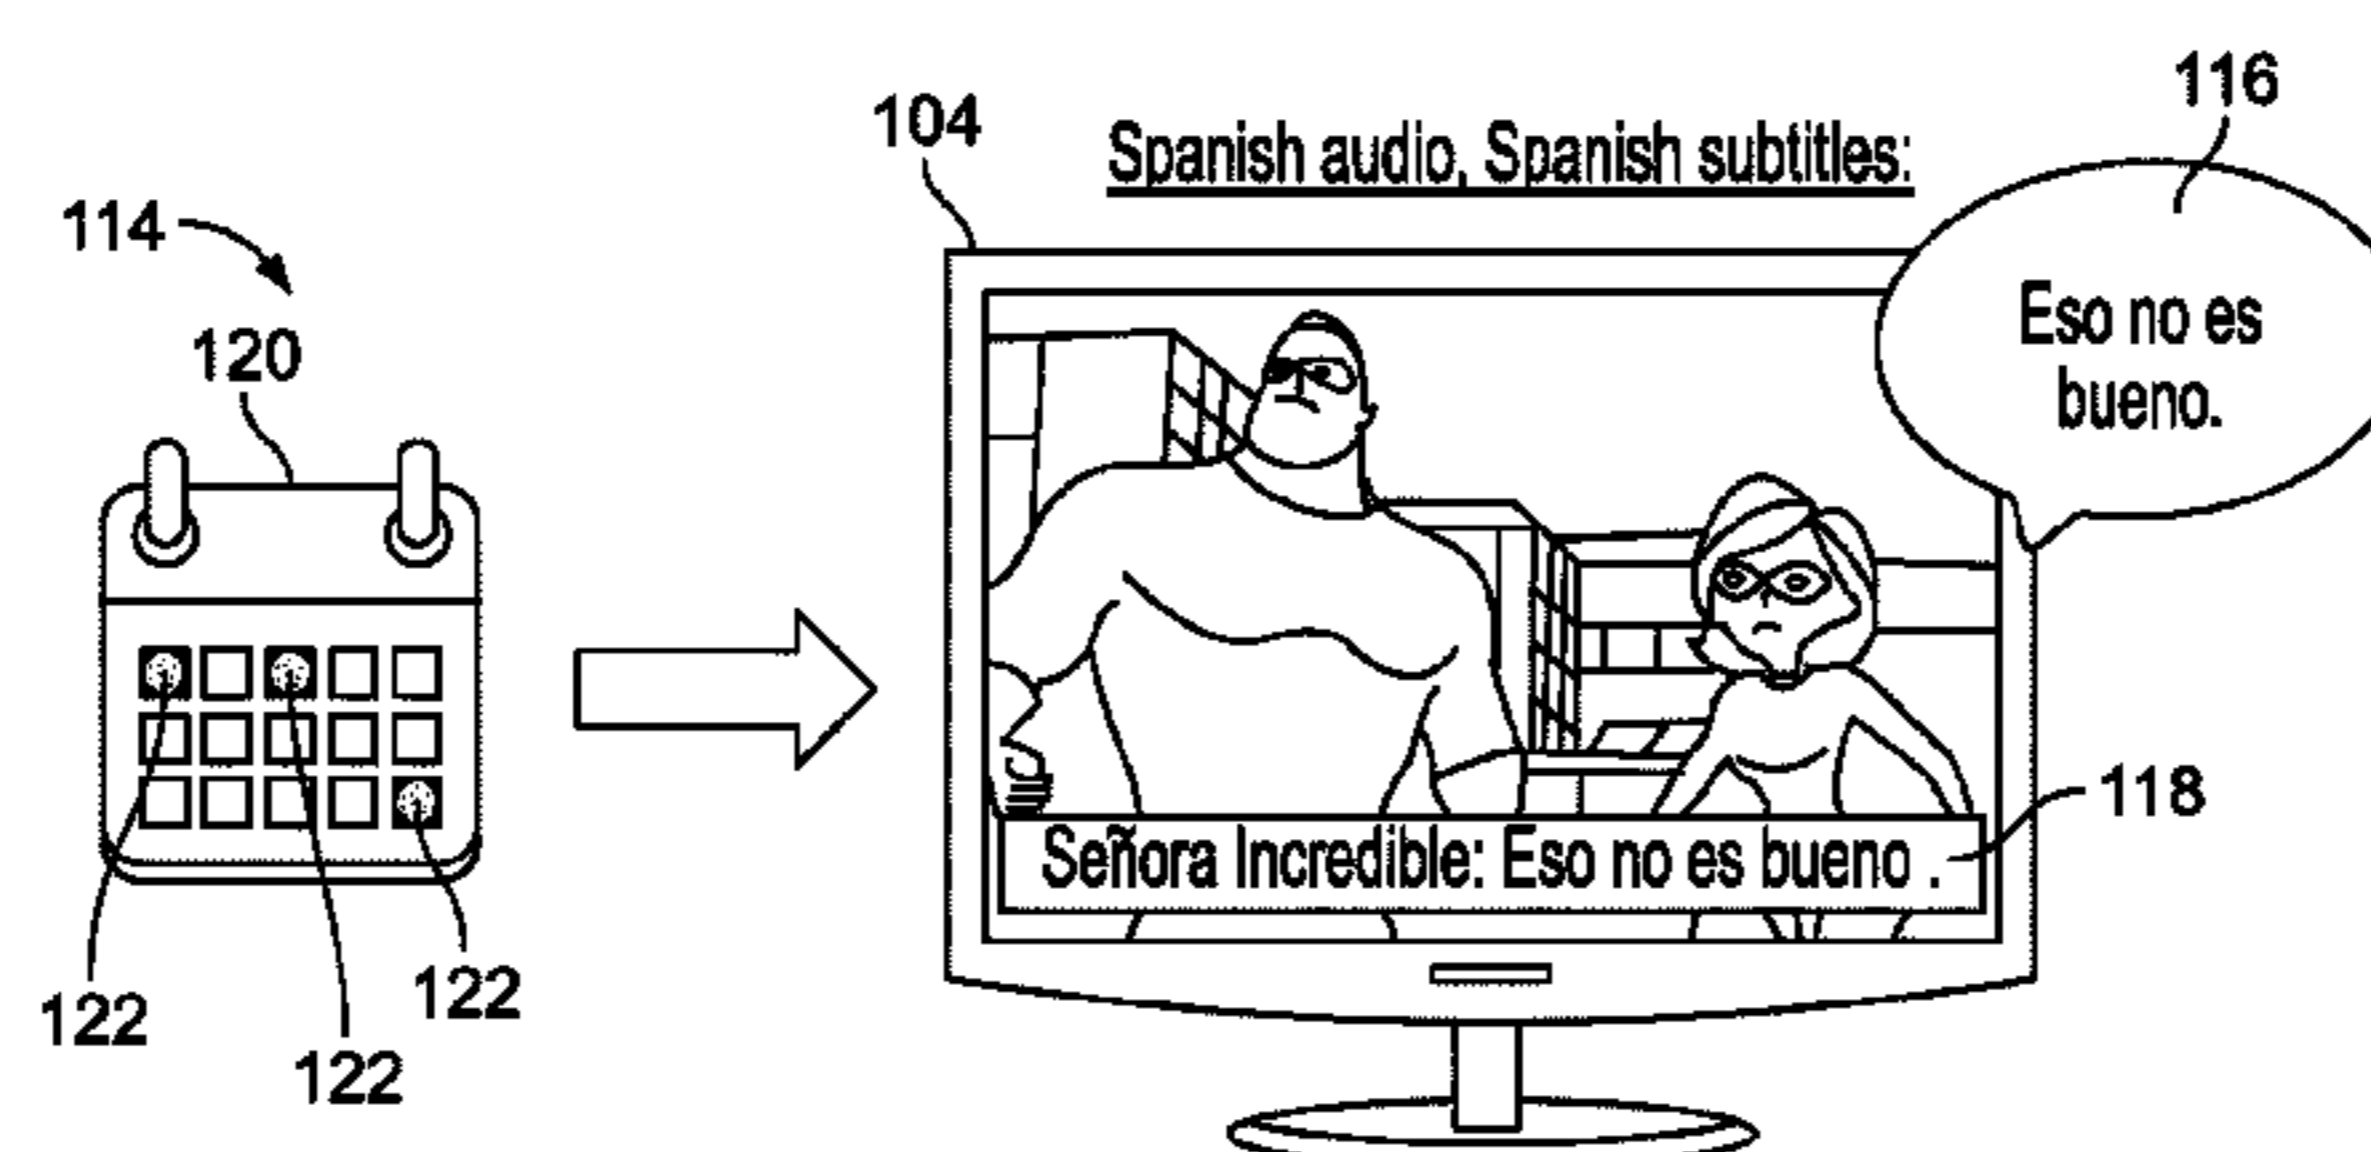 116
104
Spanish audio, Spanish subtitles:
114
Eso no es
bueno.
120
118
Señora Incredible: Eso no es bueno .
122
122
122